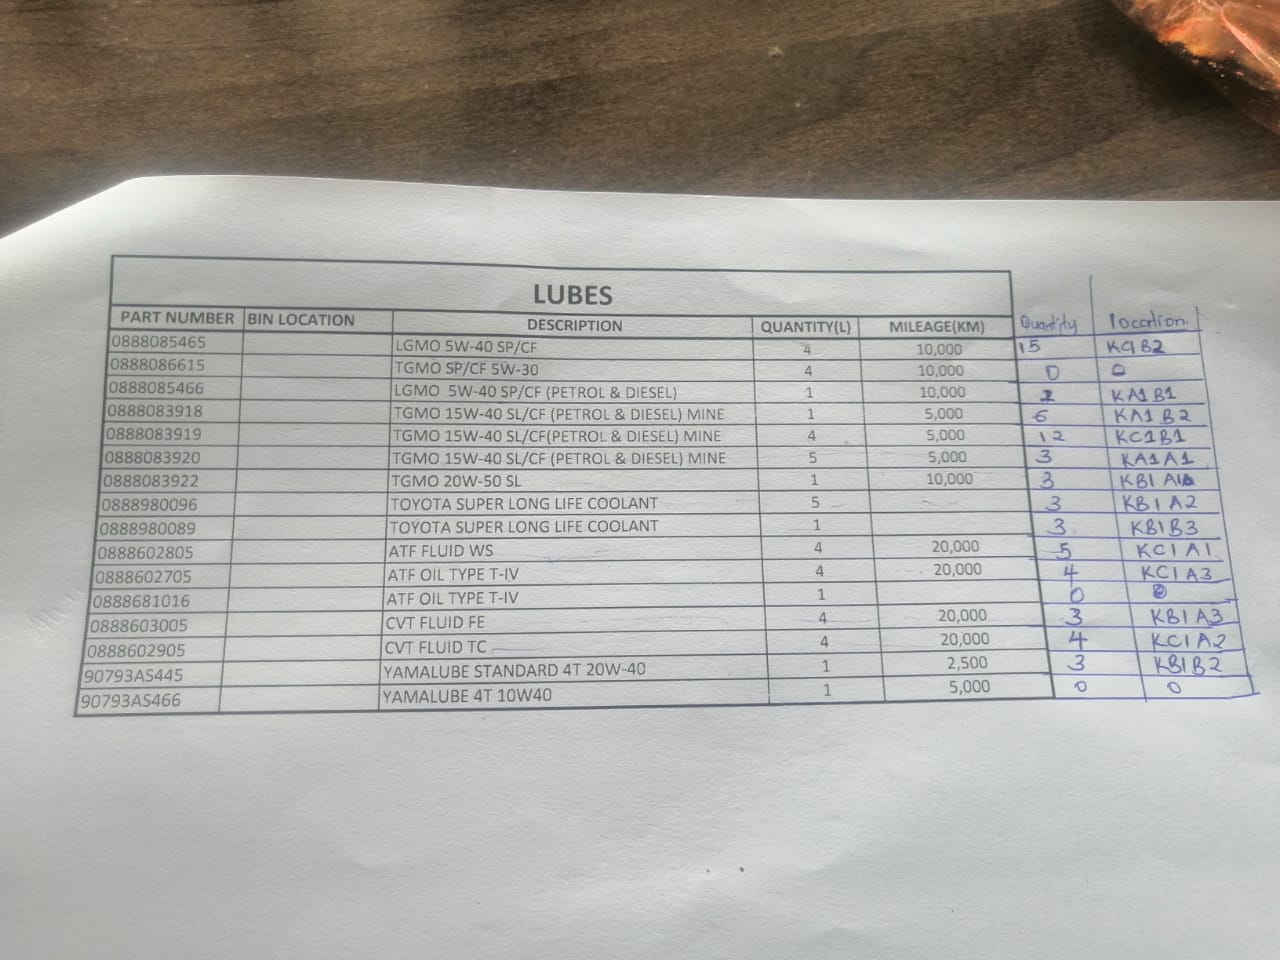 LUBES
PART NUMBER BIN LOCATION DESCRIPTION QUANTITY(L) MILEAGE(KM) Quantity location
0888085465 LGMO 5W-40 SP/CF 4 10,000 15 KC1B2
0888086615 TGMO SP/CF 5W-30 4 10,000 0 0
0888085466 LGMO 5W-40 SP/CF (PETROL & DIESEL) 1 10,000 2 KA1B1
0888083918 TGMO 15W-40 SL/CF (PETROL & DIESEL) MINE 1 5,000 6 KA1B2
0888083919 TGMO 15W-40 SL/CF(PETROL & DIESEL) MINE 4 5,000 12 KC1B1
0888083920 TGMO 15W-40 SL/CF (PETROL & DIESEL) MINE 5 5,000 3 KA1A1
0888083922 TGMO 20W-50 SL 1 10,000 3
0888980096 TOYOTA SUPER LONG LIFE COOLANT 5 3 KB1A2
0888980089 TOYOTA SUPER LONG LIFE COOLANT 1 3 KB1B3
0888602805 ATF FLUID WS 4 20,000 5 KC1A1
0888602705 ATF OIL TYPE T-IV 4 20,000 4 KC1A3
0888681016 ATF OIL TYPE T-IV 1 0 0
0888603005 CVT FLUID FE 4 20,000 3 KB1A3
0888602905 CVT FLUID TC 4 20,000 4 KC1A2
90793AS445 YAMALUBE STANDARD 4T 20W-40 1 2,500 3 KB1B2
90793AS466 YAMALUBE 4T 10W40 1 5,000 0 0